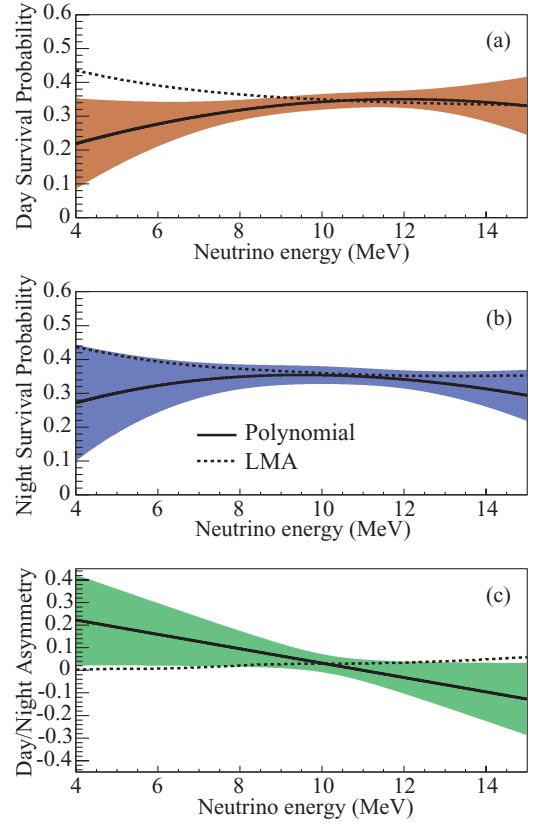 (a)
Day Survival Probability
0.6
0.5
0.4
0.3
0.2
0.1
0
4 6 8 10 12 14
Neutrino energy (MeV)
(b)
Night Survival Probability
0.6
0.5
0.4
0.3
0.2
0.1
0
Polynomial
LMA
4 6 8 10 12 14
Neutrino energy (MeV)
(c)
Day/Night Asymmetry
0.4
0.3
0.2
0.1
0
-0.1
-0.2
-0.3
-0.4
4 6 8 10 12 14
Neutrino energy (MeV)